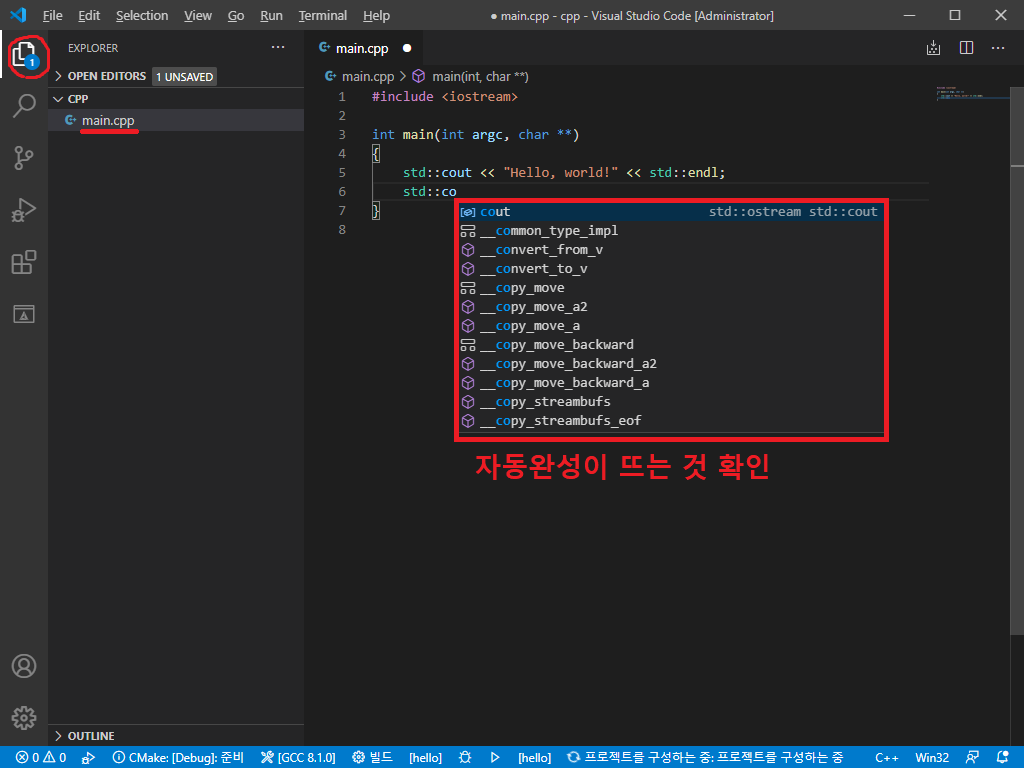 File Edit Selection View Go Run Terminal Help
● main.cpp - cpp - Visual Studio Code [Administrator]
1
EXPLORER
OPEN EDITORS 1 UNSAVED
CPP
main.cpp
OUTLINE
main.cpp
main.cpp > main(int, char **)
1 #include <iostream>
2
3 int main(int argc, char **)
4 {
5 std::cout << "Hello, world!" << std::endl;
6 std::co
7 }
8
cout std::ostream std::cout
__common_type_impl
__convert_from_v
__convert_to_v
__copy_move
__copy_move_a2
__copy_move_a
__copy_move_backward
__copy_move_backward_a2
__copy_move_backward_a
__copy_streambufs
__copy_streambufs_eof
자동완성이 뜨는 것 확인
0 0 CMake: [Debug]: 준비 [GCC 8.1.0] 빌드 [hello] [hello] 프로젝트를 구성하는 중: 프로젝트를 구성하는 중 C++ Win32